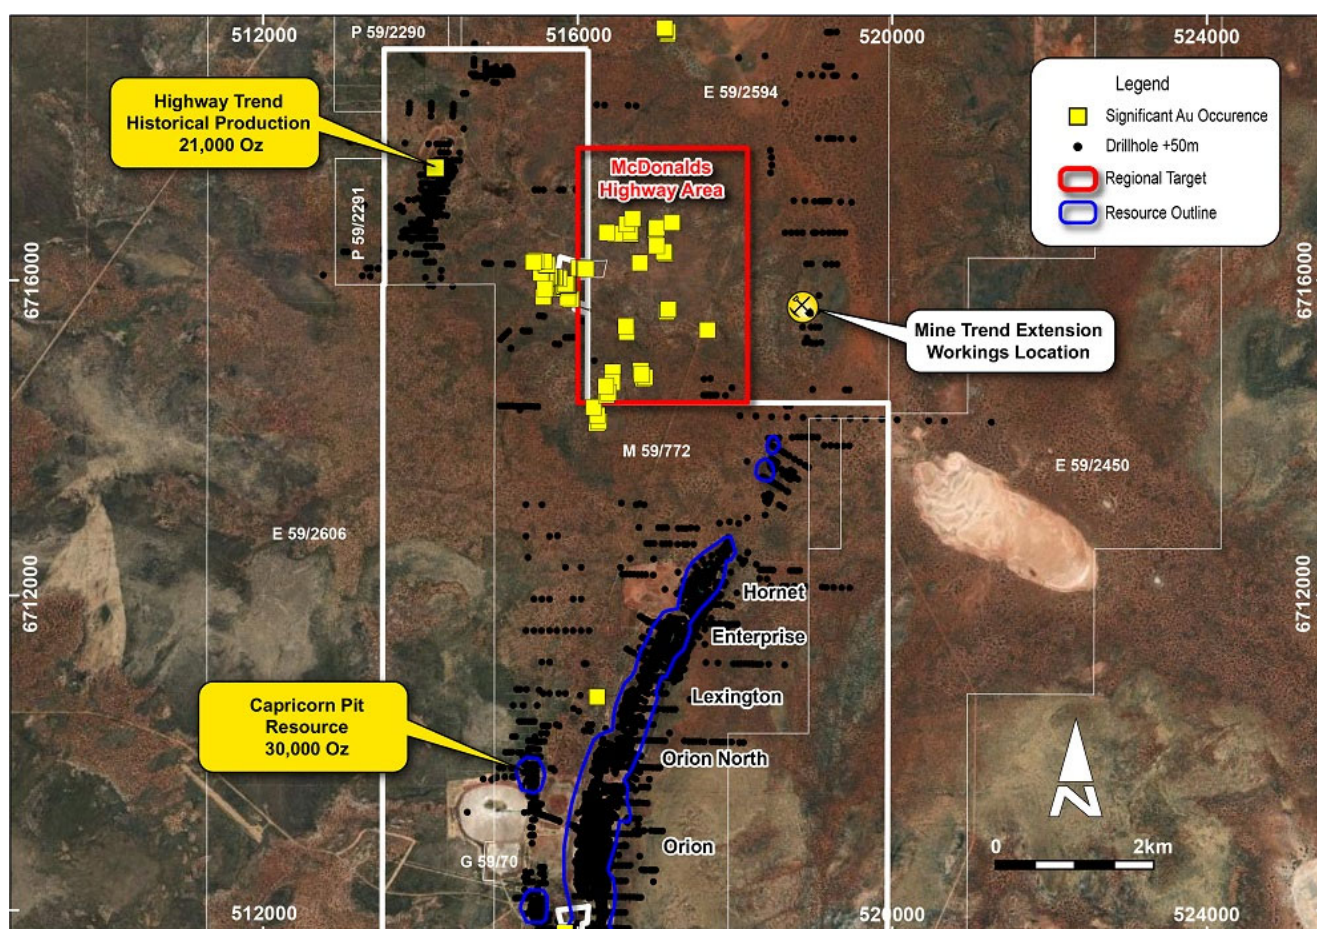 512000
P 59/2290
516000
520000
524000
E 59/2594
Highway Trend
Historical Production
21,000 Oz
Legend
Significant Au Occurence
Drillhole +50m
Regional Target
Resource Outline
McDonalds
Highway Area
P 59/2291
6716000
6716000
Mine Trend Extension
Workings Location
M 59/772
E 59/2450
E 59/2606
6712000
6712000
Hornet
Enterprise
Lexington
Capricorn Pit
Resource
30,000 Oz
Orion North
Orion
G 59/70
N
0 2km
512000
520000
524000